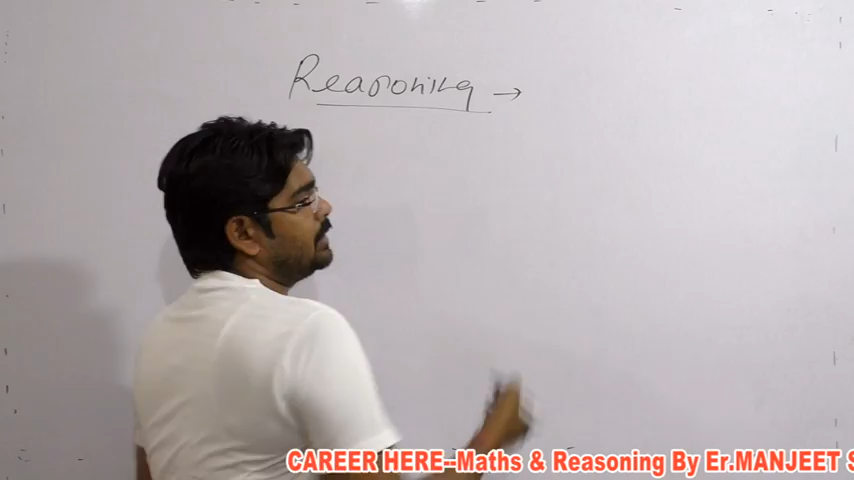 Reasoning →
CAREER HERE--Maths & Reasoning By Er.MANJEET S